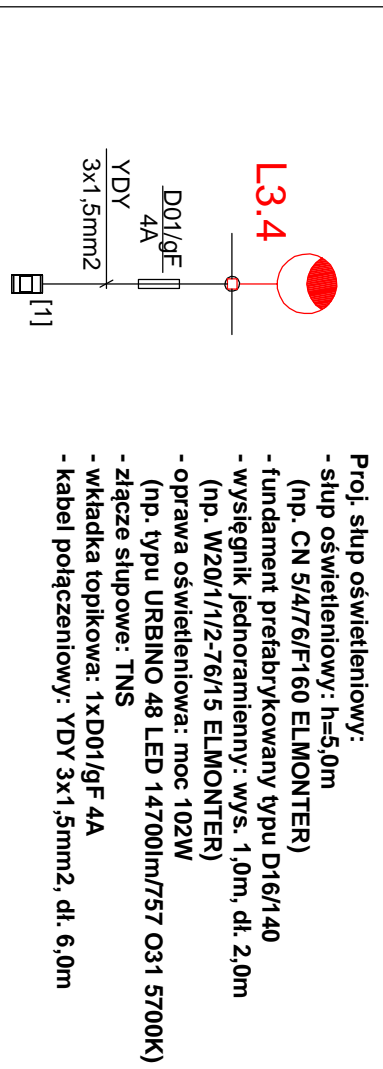 L3.4
D01/gF
4A
YDY
3x1,5mm2
[1]
Proj. słup oświetleniowy:
- słup oświetleniowy: h=5,0m
(np. CN 5/4/76/F160 ELMONTER)
- fundament prefabrykowany typu D16/140
- wysięgnik jednoramienny: wys. 1,0m, dł. 2,0m
(np. W20/1/1/2-76/15 ELMONTER)
- oprawa oświetleniowa: moc 102W
(np. typu URBINO 48 LED 14700lm/757 O31 5700K)
- złącze słupowe: TNS
- wkładka topikowa: 1xD01/gF 4A
- kabel połączeniowy: YDY 3x1,5mm2, dł. 6,0m